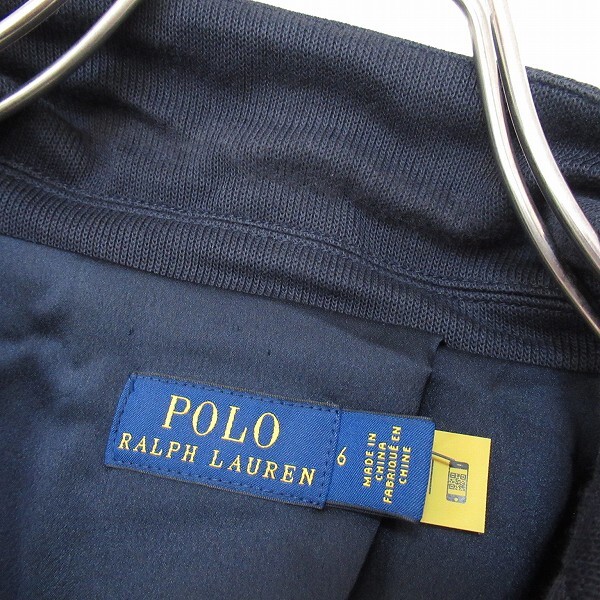 POLO
RALPH LAUREN
6
MADE IN
CHINA
FABRIQUÉ EN
CHINE